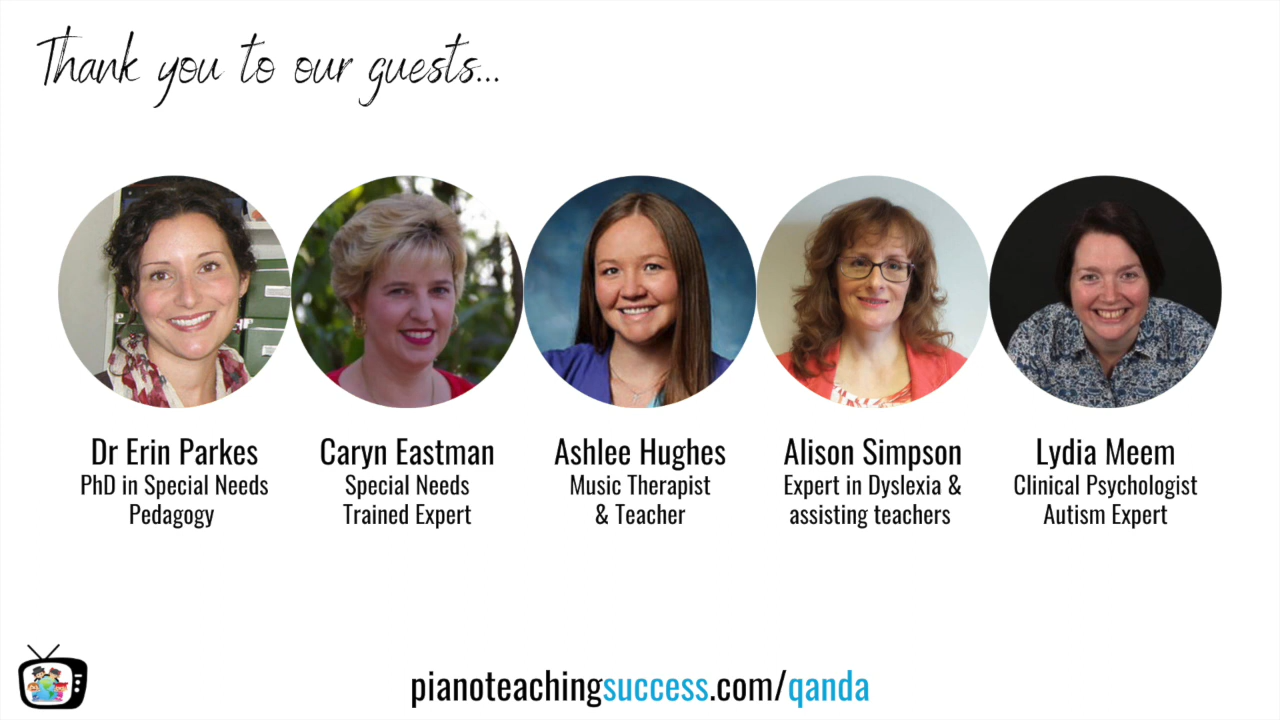 Thank you to our guests...
Dr Erin Parkes
PhD in Special Needs
Pedagogy
Caryn Eastman
Special Needs
Trained Expert
Ashlee Hughes
Music Therapist
& Teacher
Alison Simpson
Expert in Dyslexia &
assisting teachers
Lydia Meem
Clinical Psychologist
Autism Expert
pianoteachingsuccess.com/qanda